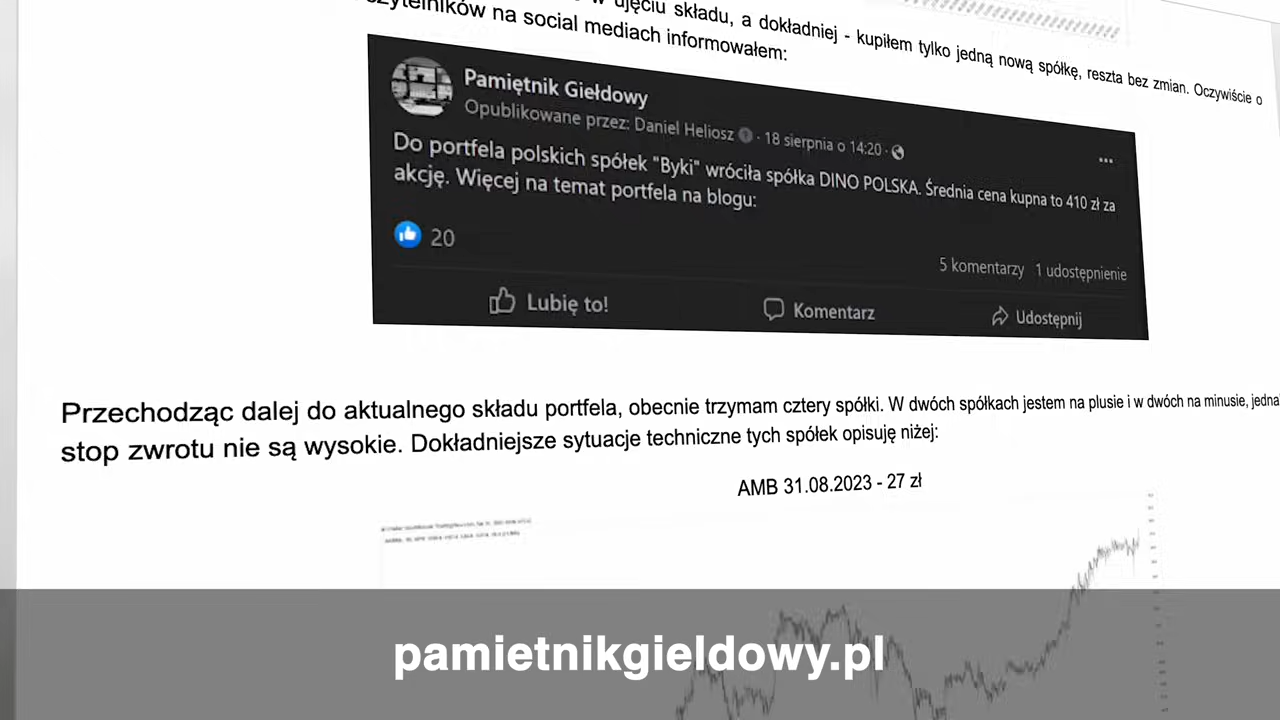 ujęciu składu, a dokładniej - kupiłem tylko jedną nową spółkę, reszta bez zmian. Oczywiście o
czytelników na social mediach informowałem:
Pamiętnik Giełdowy
Opublikowane przez: Daniel Heliosz · 18 sierpnia o 14:20 ·
Do portfela polskich spółek "Byki" wróciła spółka DINO POLSKA. Średnia cena kupna to 410 zł za
akcję. Więcej na temat portfela na blogu:
20
5 komentarzy 1 udostępnienie
Lubię to! Komentarz Udostępnij
Przechodząc dalej do aktualnego składu portfela, obecnie trzymam cztery spółki. W dwóch spółkach jestem na plusie i w dwóch na minusie,
stop zwrotu nie są wysokie. Dokładniejsze sytuacje techniczne tych spółek opisuję niżej:
AMB 31.08.2023 - 27 zł
pamietnikgieldowy.pl